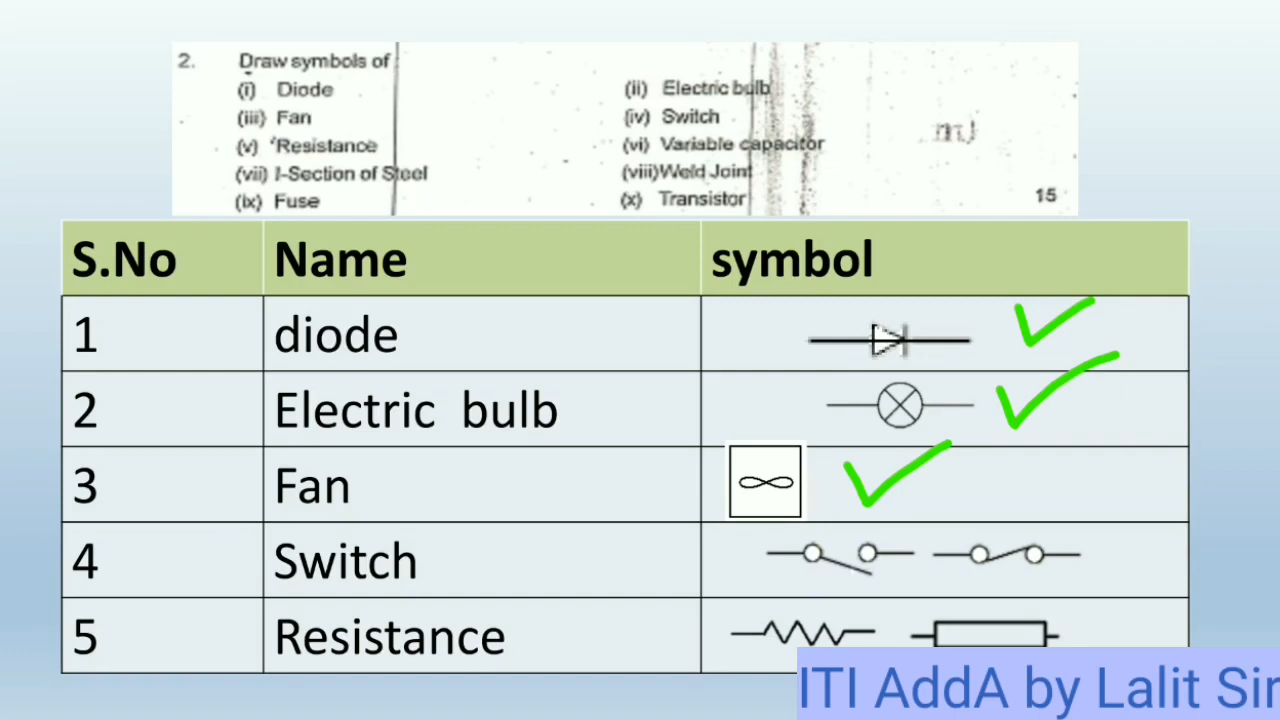 2. Draw symbols of
(i) Diode (ii) Electric bulb
(iii) Fan (iv) Switch
(v) Resistance (vi) Variable capacitor
(vii) I-Section of Steel (viii)Weld Joint
(ix) Fuse (x) Transistor 15
S.No Name symbol
1 diode
2 Electric bulb
3 Fan
4 Switch
5 Resistance
ITI AddA by Lalit Sir